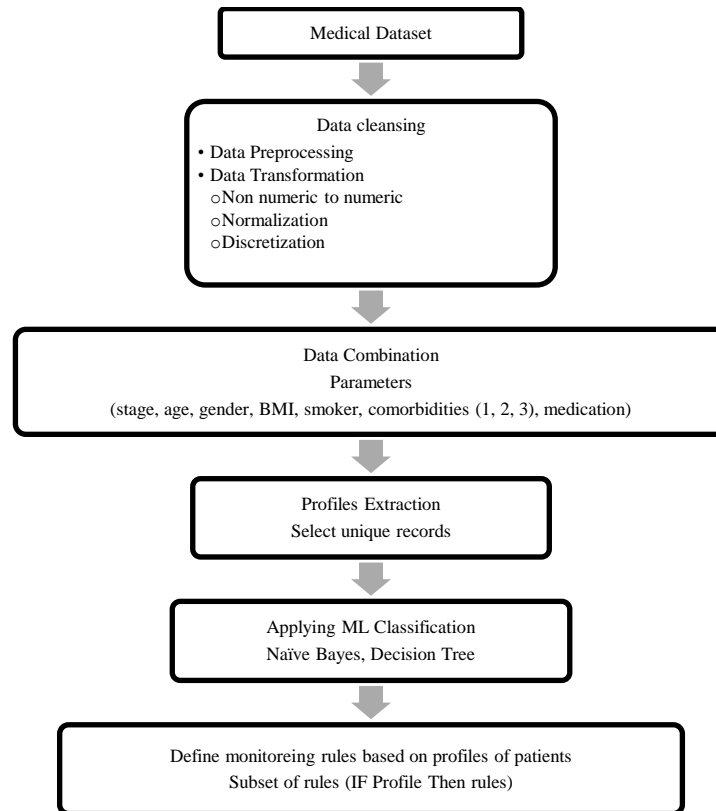 Medical Dataset
Data cleansing
• Data Preprocessing
• Data Transformation
oNon numeric to numeric
oNormalization
oDiscretization
Data Combination
Parameters
(stage, age, gender, BMI, smoker, comorbidities (1, 2, 3), medication)
Profiles Extraction
Select unique records
Applying ML Classification
Naïve Bayes, Decision Tree
Define monitoreing rules based on profiles of patients
Subset of rules (IF Profile Then rules)